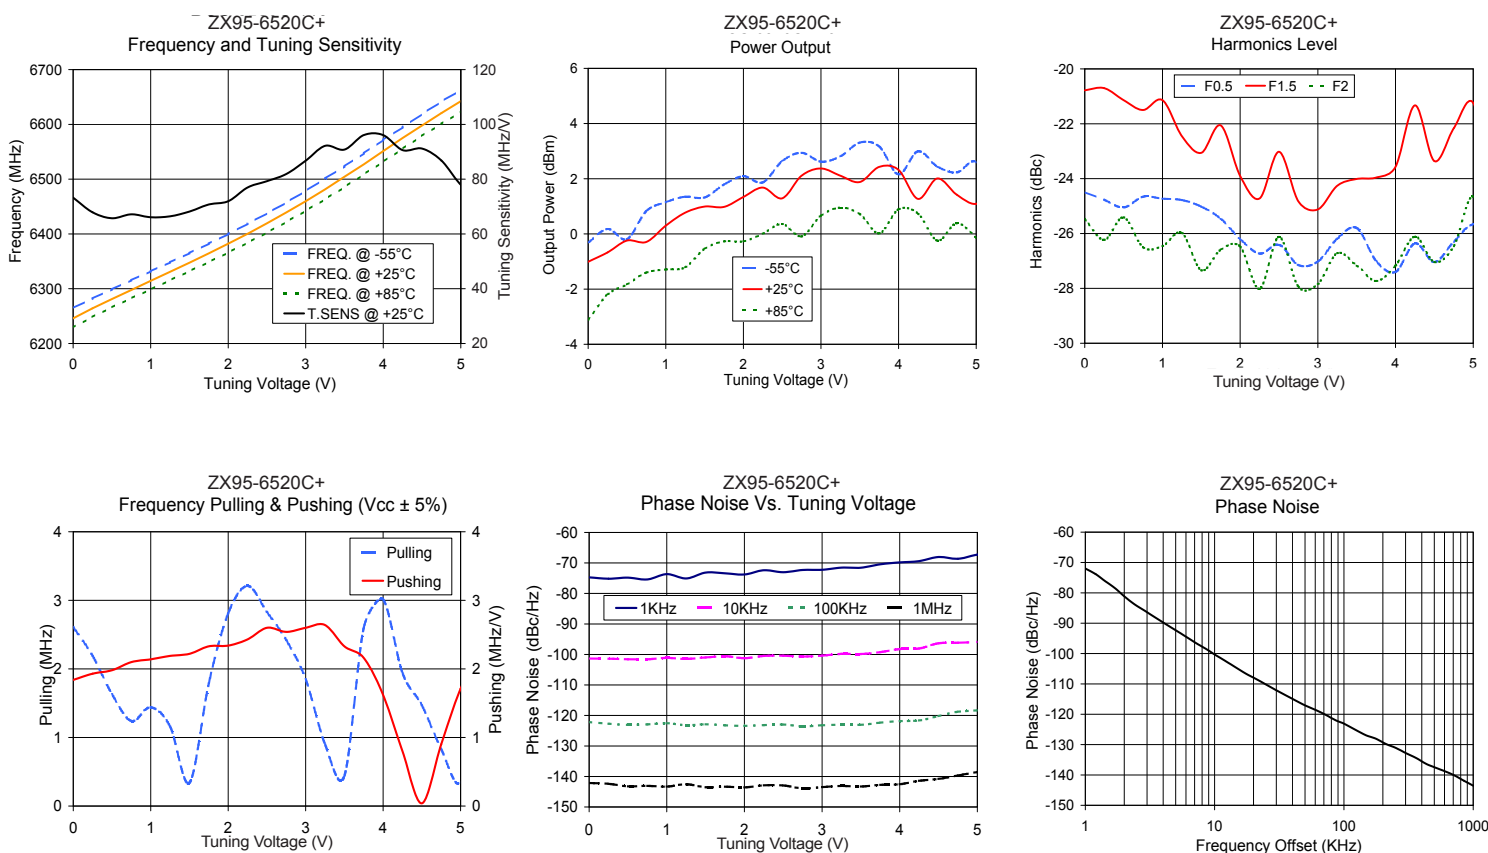 ZX95-6520C+
Frequency and Tuning Sensitivity
6700
6600
6500
6400
6300
6200
Frequency (MHz)
120
100
80
60
40
20
Tuning Sensitivity (MHz/V)
FREQ. @ -55°C
FREQ. @ +25°C
FREQ. @ +85°C
T.SENS @ +25°C
0 1 2 3 4 5
Tuning Voltage (V)
ZX95-6520C+
Power Output
6
4
2
0
-2
-4
Output Power (dBm)
-55°C
+25°C
+85°C
0 1 2 3 4 5
Tuning Voltage (V)
ZX95-6520C+
Harmonics Level
-20
-22
-24
-26
-28
-30
Harmonics (dBc)
F0.5 F1.5 F2
0 1 2 3 4 5
Tuning Voltage (V)
ZX95-6520C+
Frequency Pulling & Pushing (Vcc ± 5%)
4
3
2
1
0
Pulling (MHz)
4
3
2
1
0
Pushing (MHz/V)
Pulling
Pushing
0 1 2 3 4 5
Tuning Voltage (V)
ZX95-6520C+
Phase Noise Vs. Tuning Voltage
-60
-70
-80
-90
-100
-110
-120
-130
-140
-150
Phase Noise (dBc/Hz)
1KHz 10KHz 100KHz 1MHz
0 1 2 3 4 5
Tuning Voltage (V)
ZX95-6520C+
Phase Noise
-60
-70
-80
-90
-100
-110
-120
-130
-140
-150
Phase Noise (dBc/Hz)
1 10 100 1000
Frequency Offset (KHz)